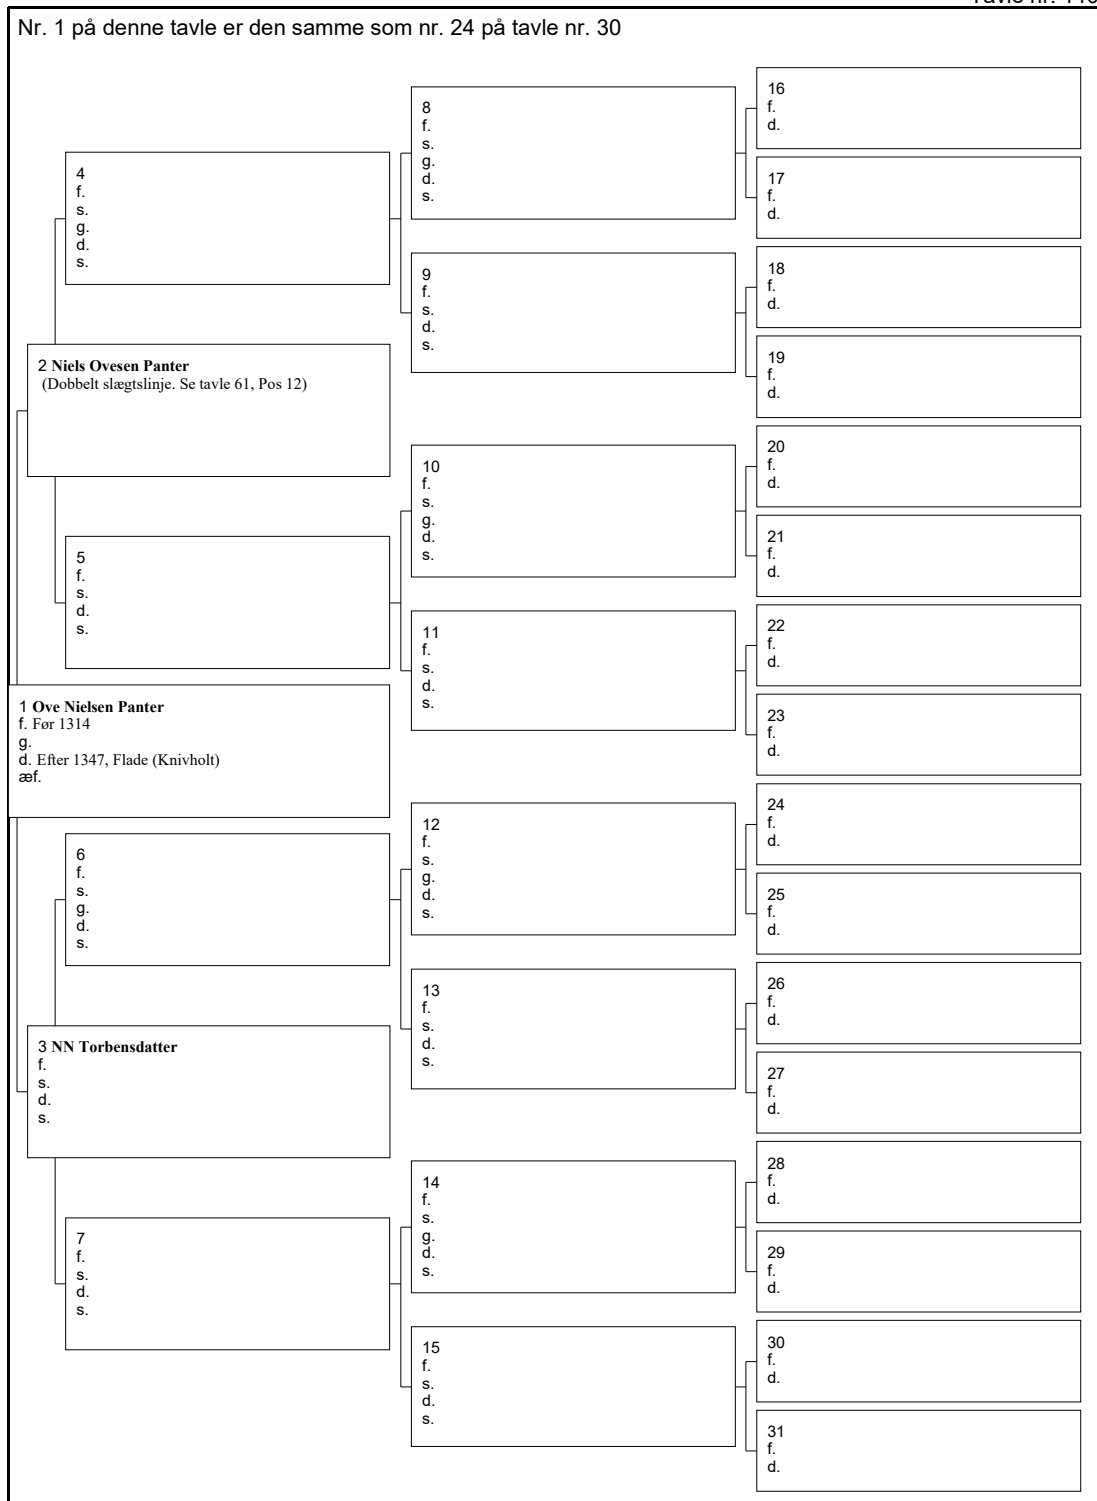 Tavle nr.
Nr. 1 på denne tavle er den samme som nr. 24 på tavle nr. 30
1 Ove Nielsen Panter
f. Før 1314
g.
d. Efter 1347, Flade (Knivholt)
æf.
2 Niels Ovesen Panter
(Dobbelt slægtslinje. Se tavle 61, Pos 12)
3 NN Torbensdatter
f.
s.
d.
s.
4
f.
s.
g.
d.
s.
5
f.
s.
d.
s.
6
f.
s.
g.
d.
s.
7
f.
s.
d.
s.
8
f.
s.
g.
d.
s.
9
f.
s.
d.
s.
10
f.
s.
g.
d.
s.
11
f.
s.
d.
s.
12
f.
s.
g.
d.
s.
13
f.
s.
d.
s.
14
f.
s.
g.
d.
s.
15
f.
s.
d.
s.
16
f.
d.
17
f.
d.
18
f.
d.
19
f.
d.
20
f.
d.
21
f.
d.
22
f.
d.
23
f.
d.
24
f.
d.
25
f.
d.
26
f.
d.
27
f.
d.
28
f.
d.
29
f.
d.
30
f.
d.
31
f.
d.